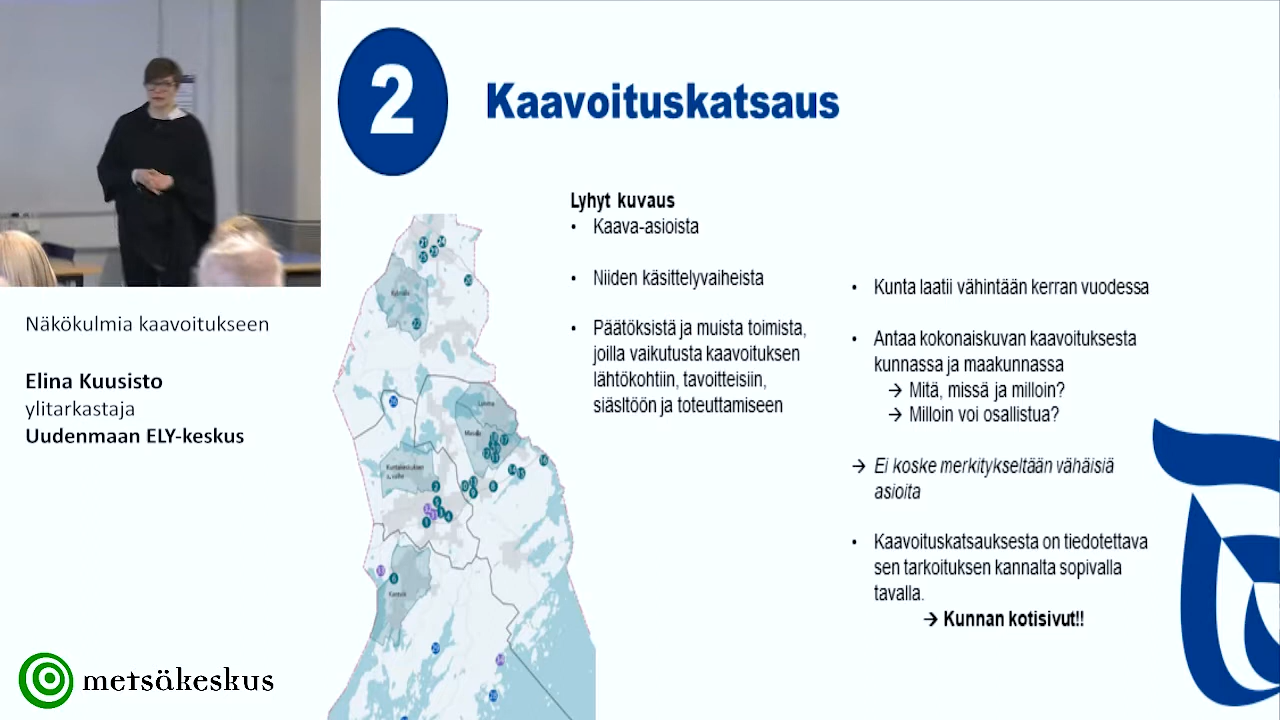 2
Kaavoituskatsaus
Lyhyt kuvaus
• Kaava-asioista
• Niiden käsittelyvaiheista
• Päätöksistä ja muista toimista,
joilla vaikutusta kaavoituksen
lähtökohtiin, tavoitteisiin,
siäsltöön ja toteuttamiseen
• Kunta laatii vähintään kerran vuodessa
• Antaa kokonaiskuvan kaavoituksesta
kunnassa ja maakunnassa
→ Mitä, missä ja milloin?
→ Milloin voi osallistua?
→ Ei koske merkitykseltään vähäisiä
asioita
• Kaavoituskatsauksesta on tiedotettava
sen tarkoituksen kannalta sopivalla
tavalla.
→ Kunnan kotisivut!!
Näkökulmia kaavoitukseen
Elina Kuusisto
ylitarkastaja
Uudenmaan ELY-keskus
metsäkeskus